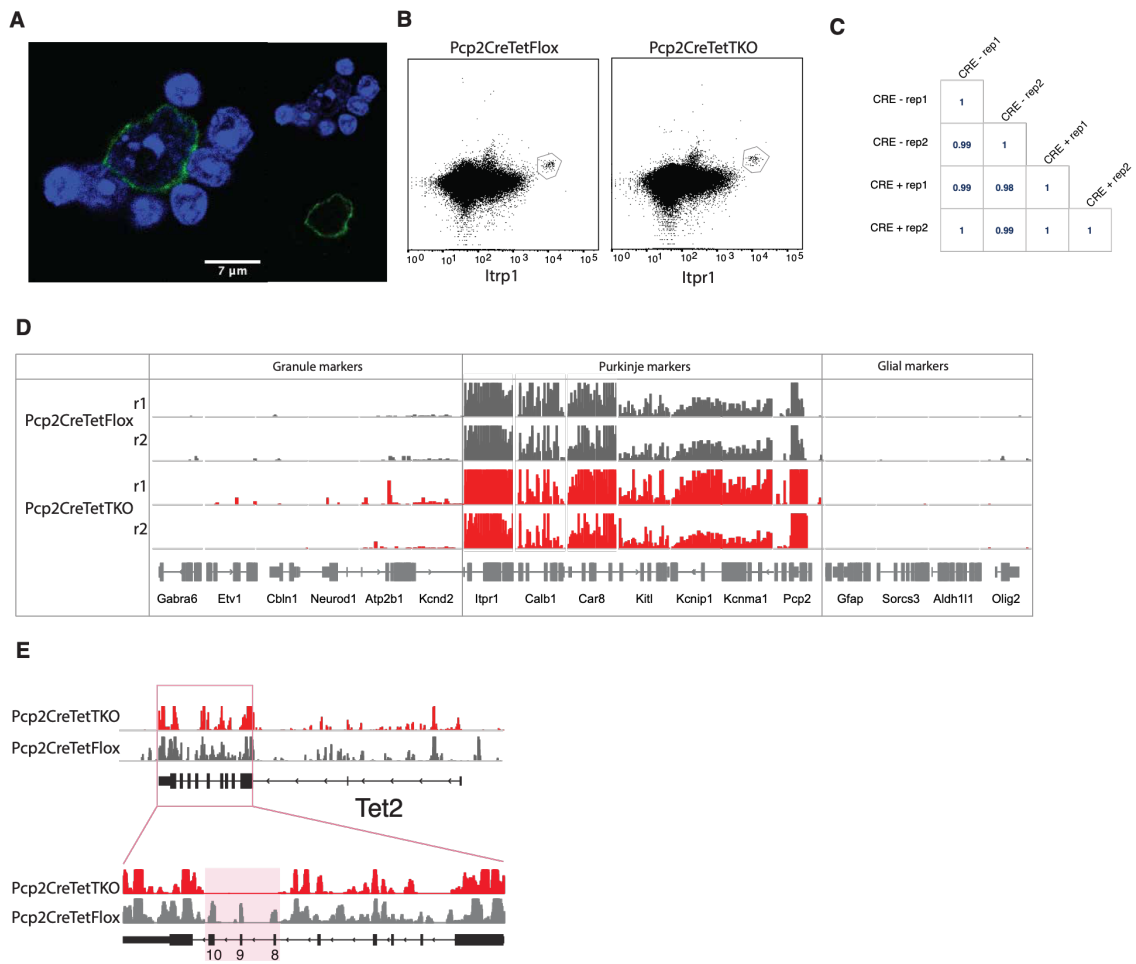 A
7 µm
B
Pcp2CreTetFlox
Pcp2CreTetTKO
0 10¹ 10² 10³ 10⁴ 10⁵
0 10¹ 10² 10³ 10⁴ 10⁵
Itrp1
Itpr1
C
CRE - rep1
CRE - rep2
CRE + rep1
CRE + rep2
CRE - rep1 1
CRE - rep2 0.99 1
CRE + rep1 0.99 0.98 1
CRE + rep2 1 0.99 1 1
D
Granule markers Purkinje markers Glial markers
Pcp2CreTetFlox
r1
r2
Pcp2CreTetTKO
r1
r2
Gabra6 Etv1 Cbln1 Neurod1 Atp2b1 Kcnd2 Itpr1 Calb1 Car8 Kitl Kcnip1 Kcnma1 Pcp2 Gfap Sorcs3 Aldh1l1 Olig2
E
Pcp2CreTetTKO
Pcp2CreTetFlox
Tet2
Pcp2CreTetTKO
Pcp2CreTetFlox
10 9 8